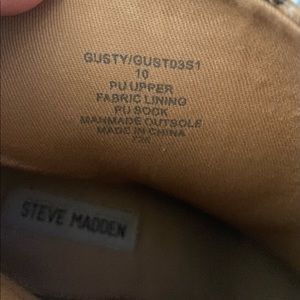 GUSTY/GUST03S1
10
PU UPPER
FABRIC LINING
PU SOCK
MANMADE OUTSOLE
MADE IN CHINA
STEVE MADDEN